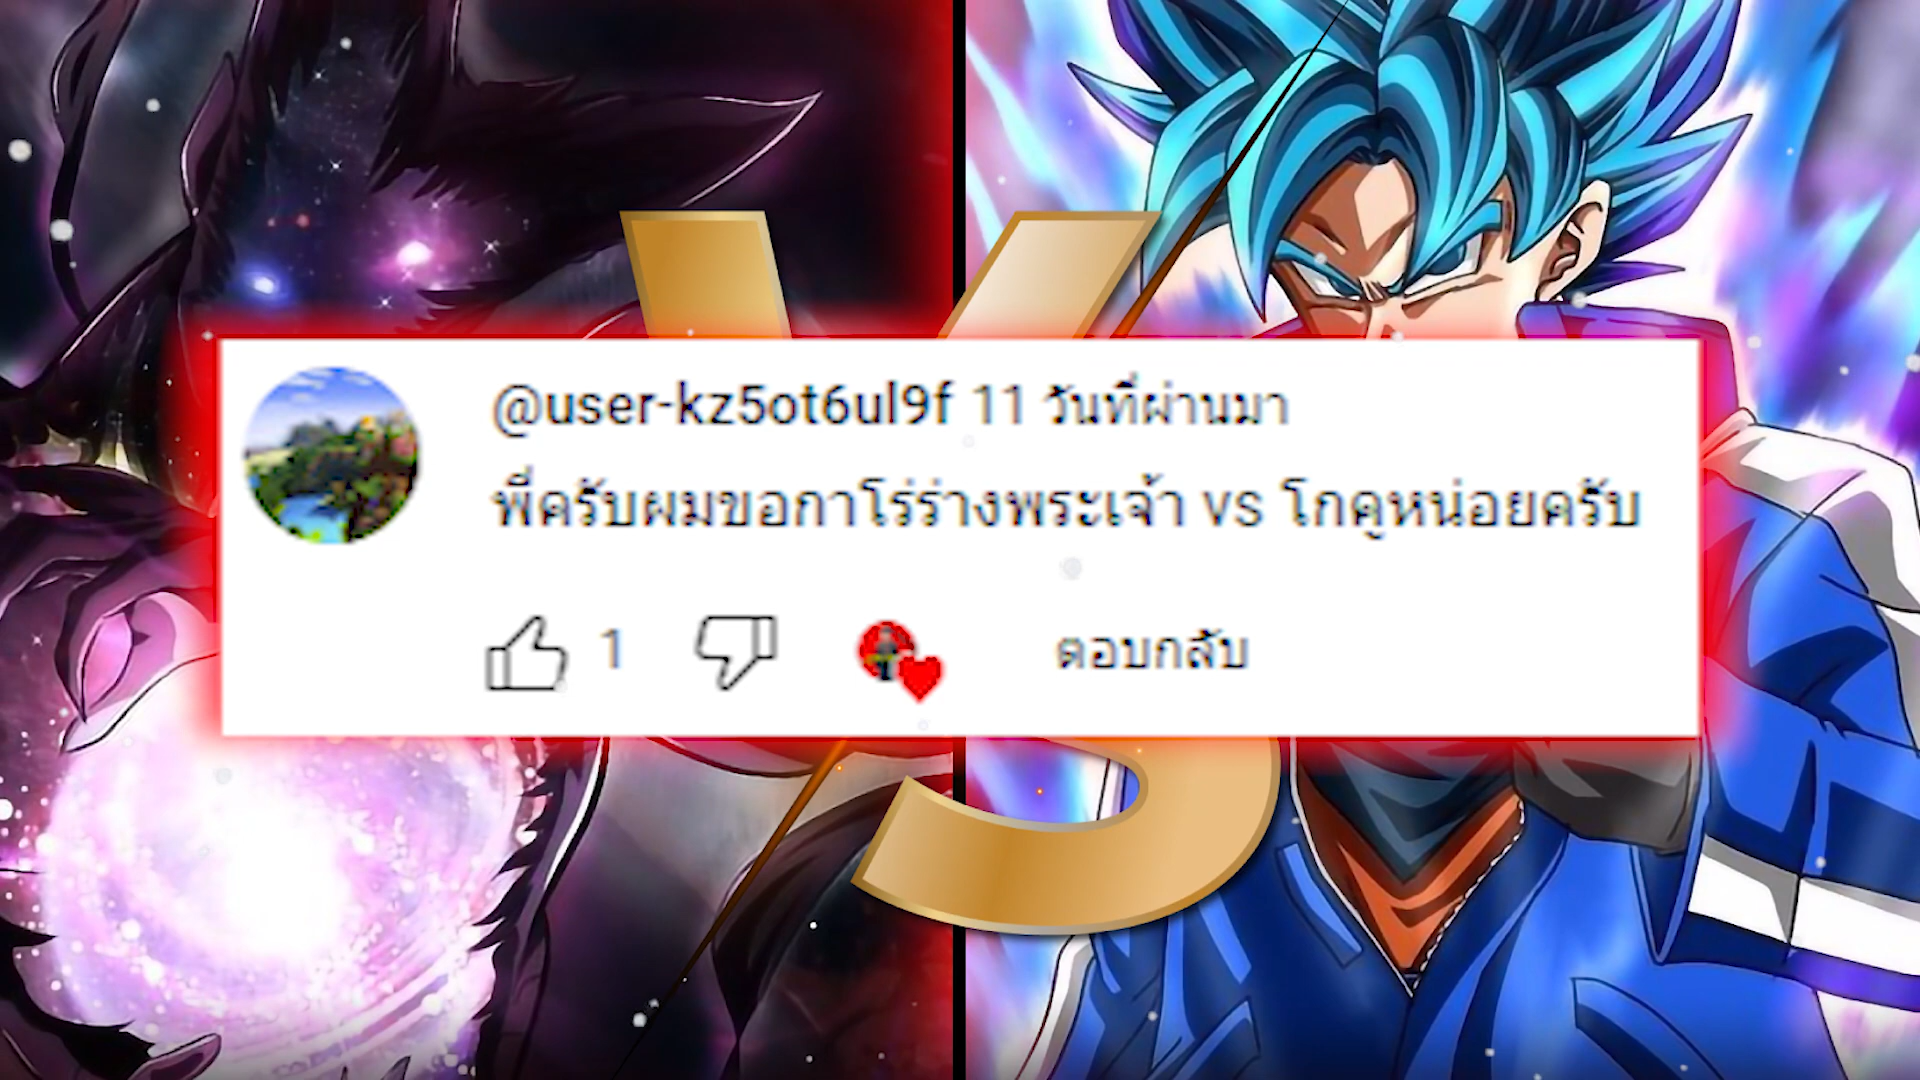 VS
@user-kz5ot6ul9f 11 วันที่ผ่านมา
พี่ครับผมขอกาโร่ร่างพระเจ้า vs โกคูหน่อยครับ
1
ตอบกลับ